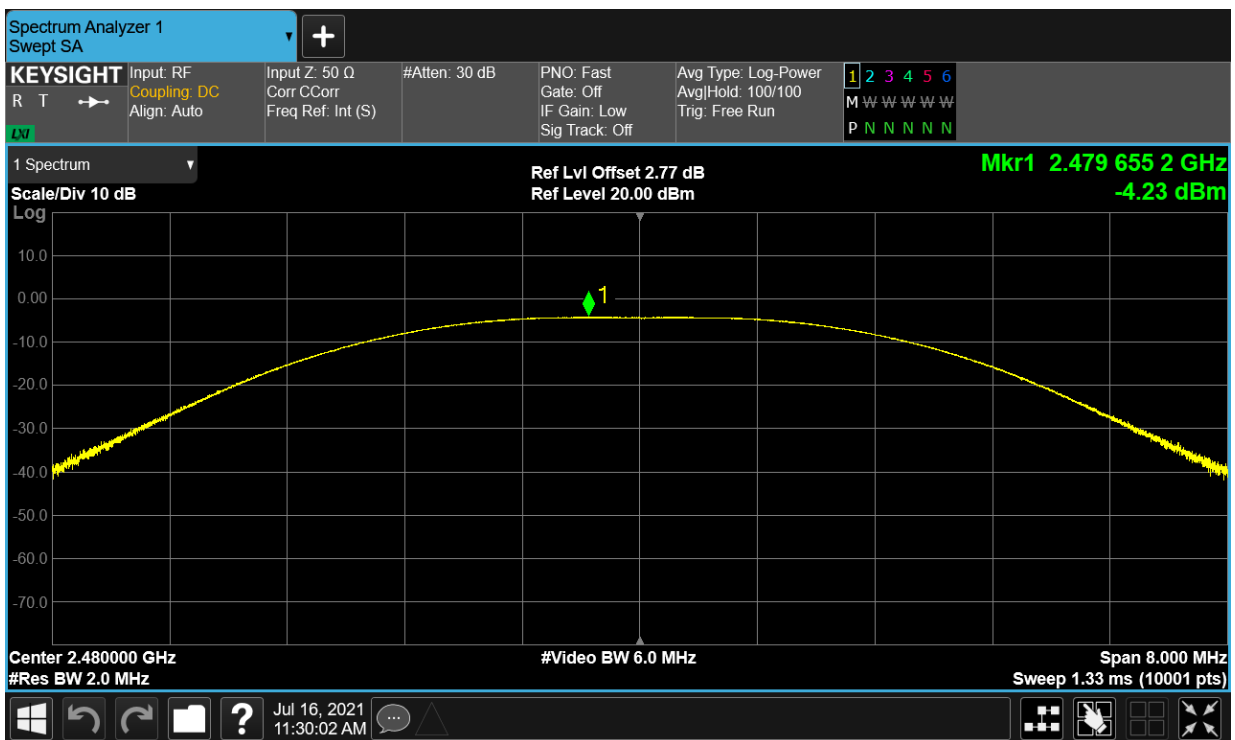 Spectrum Analyzer 1
Swept SA
+
KEYSIGHT
R T
LXI
Input: RF
Coupling: DC
Align: Auto
Input Z: 50 Ω
Corr CCorr
Freq Ref: Int (S)
#Atten: 30 dB
PNO: Fast
Gate: Off
IF Gain: Low
Sig Track: Off
Avg Type: Log-Power
Avg|Hold: 100/100
Trig: Free Run
1 2 3 4 5 6
M W W W W W
P N N N N N
1 Spectrum
Scale/Div 10 dB
Log
Ref Lvl Offset 2.77 dB
Ref Level 20.00 dBm
Mkr1 2.479 655 2 GHz
-4.23 dBm
10.0
0.00
1
-10.0
-20.0
-30.0
-40.0
-50.0
-60.0
-70.0
Center 2.480000 GHz
#Video BW 6.0 MHz
Span 8.000 MHz
#Res BW 2.0 MHz
Sweep 1.33 ms (10001 pts)
?
Jul 16, 2021
11:30:02 AM